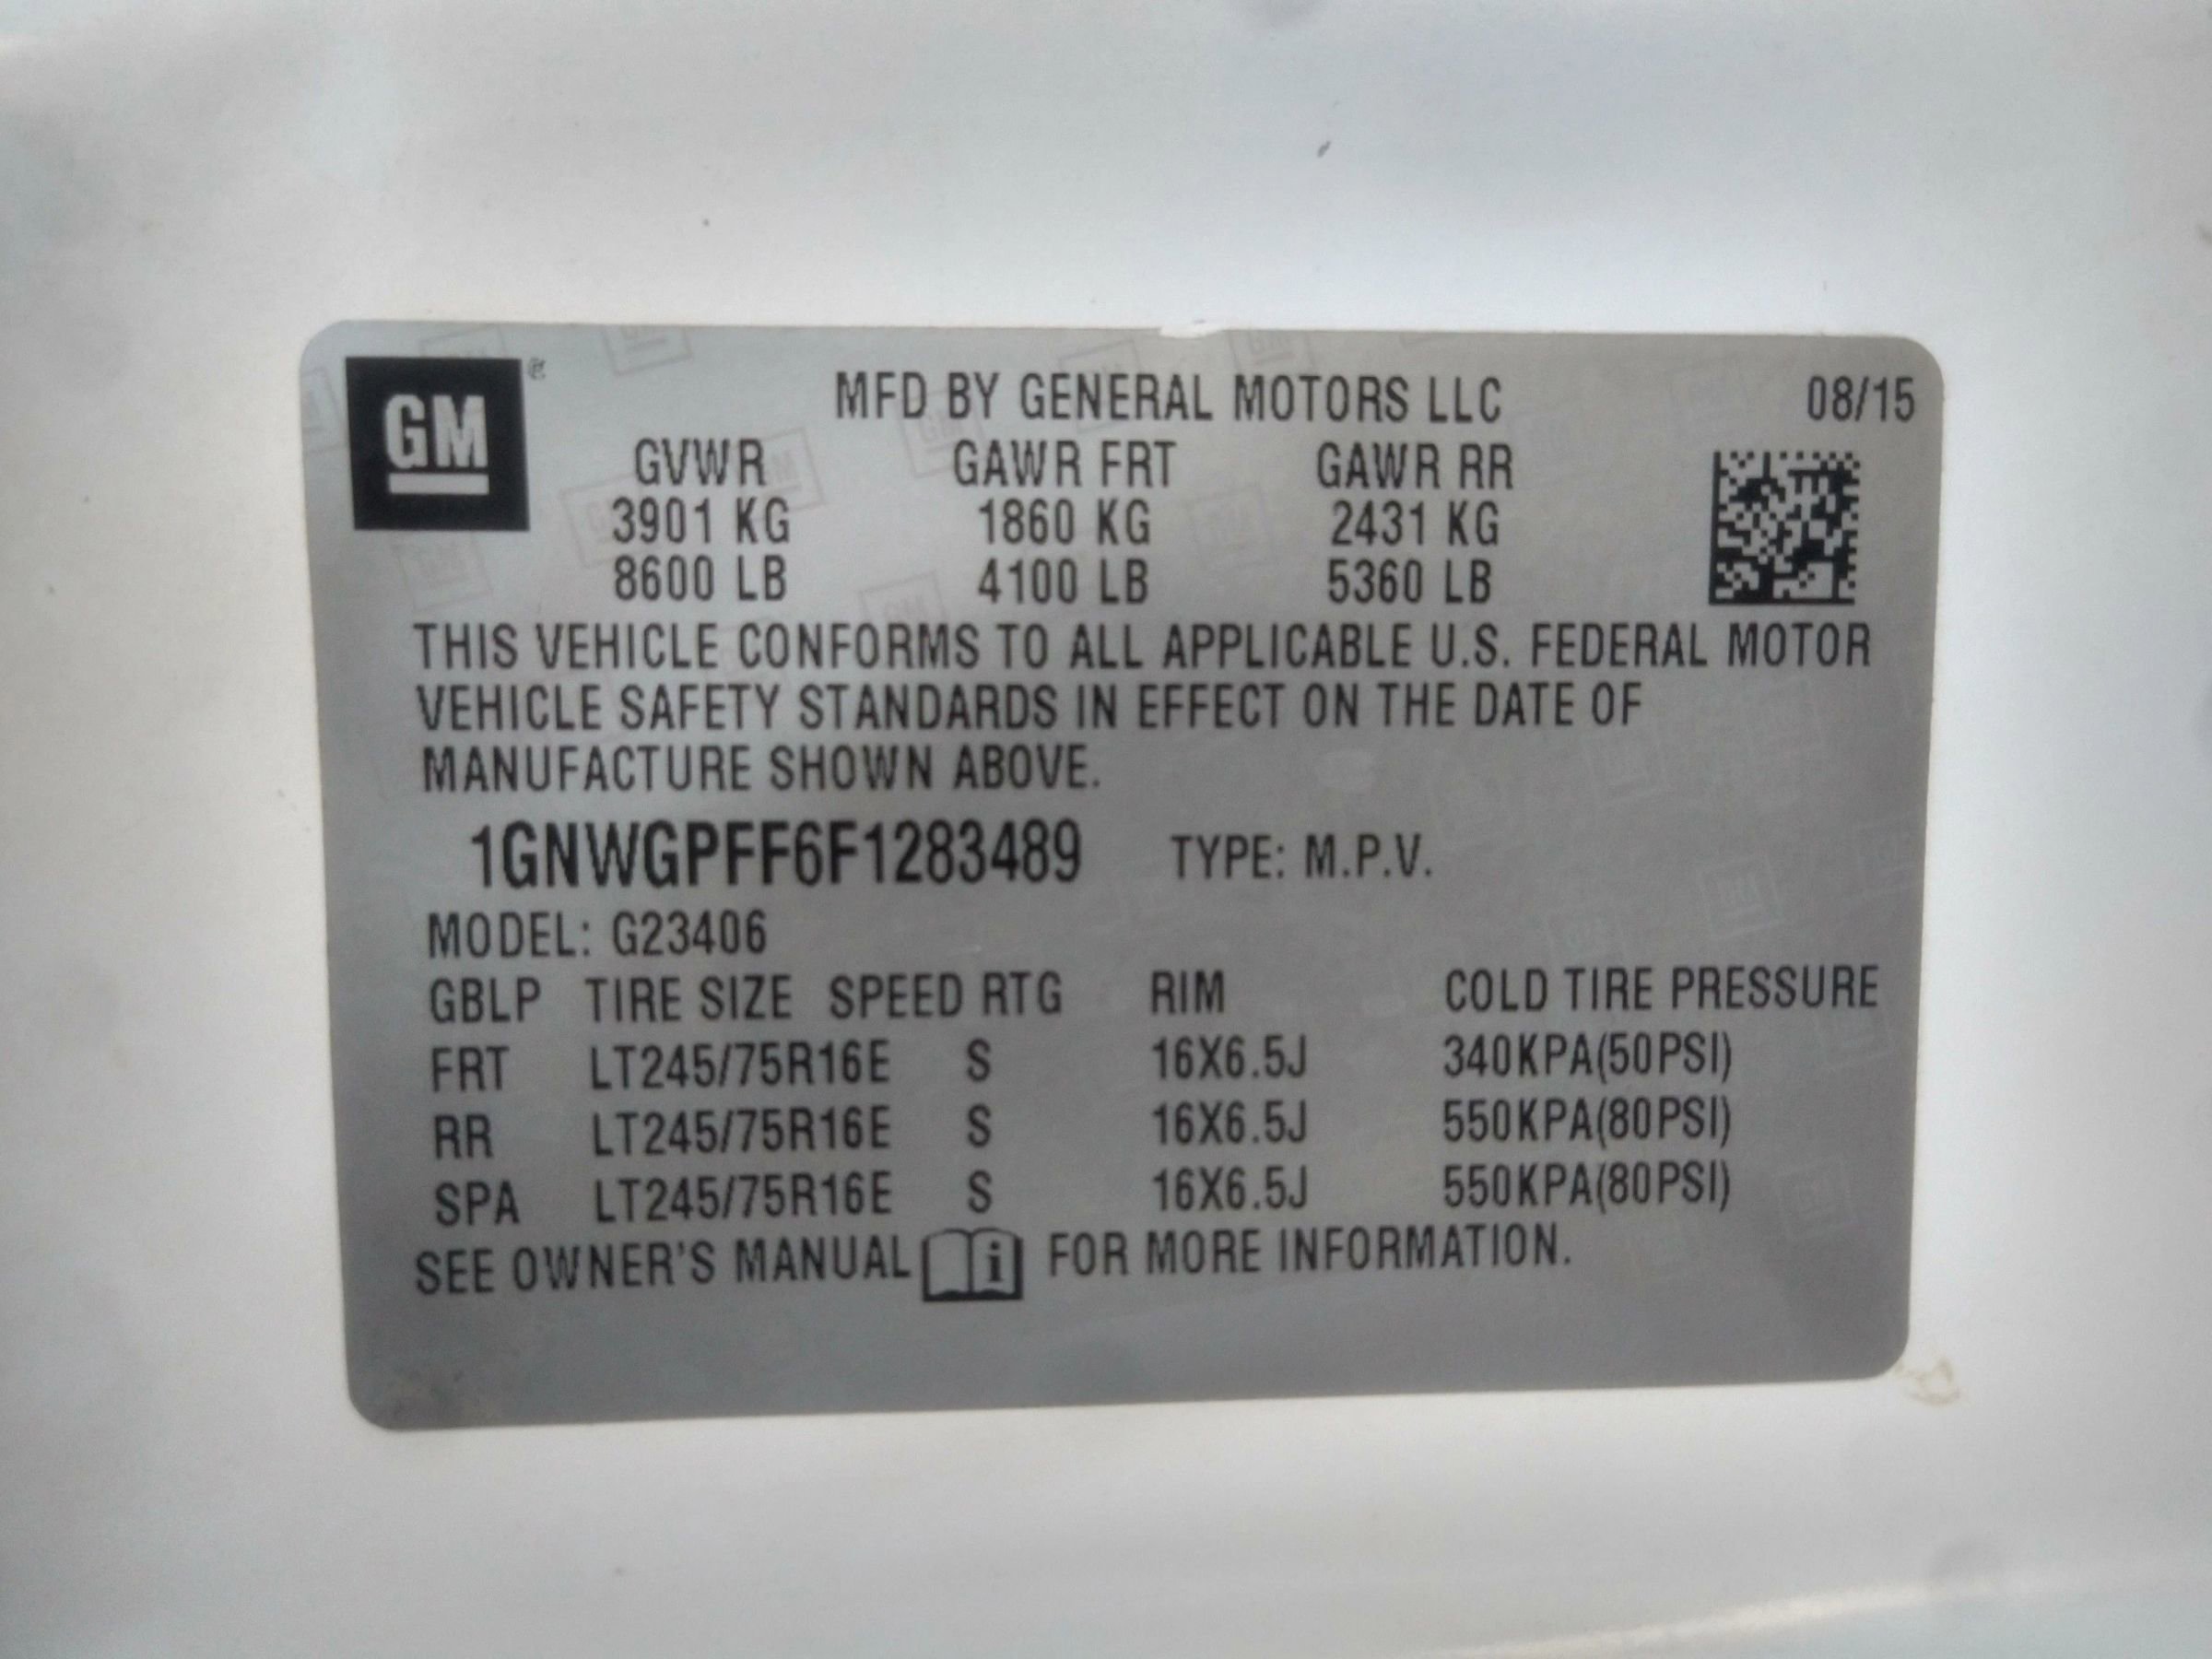 GM
MFD BY GENERAL MOTORS LLC 08/15
GVWR GAWR FRT GAWR RR
3901 KG 1860 KG 2431 KG
8600 LB 4100 LB 5360 LB
THIS VEHICLE CONFORMS TO ALL APPLICABLE U.S. FEDERAL MOTOR
VEHICLE SAFETY STANDARDS IN EFFECT ON THE DATE OF
MANUFACTURE SHOWN ABOVE.
1GNWGPFF6F1283489 TYPE: M.P.V.
MODEL: G23406
GBLP TIRE SIZE SPEED RTG RIM COLD TIRE PRESSURE
FRT LT245/75R16E S 16X6.5J 340KPA(50PSI)
RR LT245/75R16E S 16X6.5J 550KPA(80PSI)
SPA LT245/75R16E S 16X6.5J 550KPA(80PSI)
SEE OWNER'S MANUAL i FOR MORE INFORMATION.